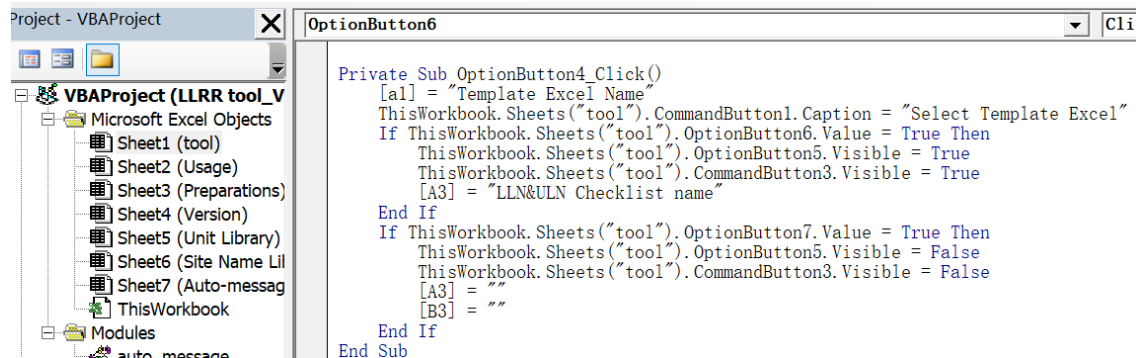 Project - VBAProject
OptionButton6
VBAProject (LLRR tool_V
Microsoft Excel Objects
Sheet1 (tool)
Sheet2 (Usage)
Sheet3 (Preparations)
Sheet4 (Version)
Sheet5 (Unit Library)
Sheet6 (Site Name Lil
Sheet7 (Auto-messag
ThisWorkbook
Modules
auto_message
Private Sub OptionButton4_Click()
[a1] = "Template Excel Name"
ThisWorkbook.Sheets("tool").CommandButton1.Caption = "Select Template Excel"
If ThisWorkbook.Sheets("tool").OptionButton6.Value = True Then
ThisWorkbook.Sheets("tool").OptionButton5.Visible = True
ThisWorkbook.Sheets("tool").CommandButton3.Visible = True
[A3] = "LLN&ULN Checklist name"
End If
If ThisWorkbook.Sheets("tool").OptionButton7.Value = True Then
ThisWorkbook.Sheets("tool").OptionButton5.Visible = False
ThisWorkbook.Sheets("tool").CommandButton3.Visible = False
[A3] = ""
[B3] = ""
End If
End Sub